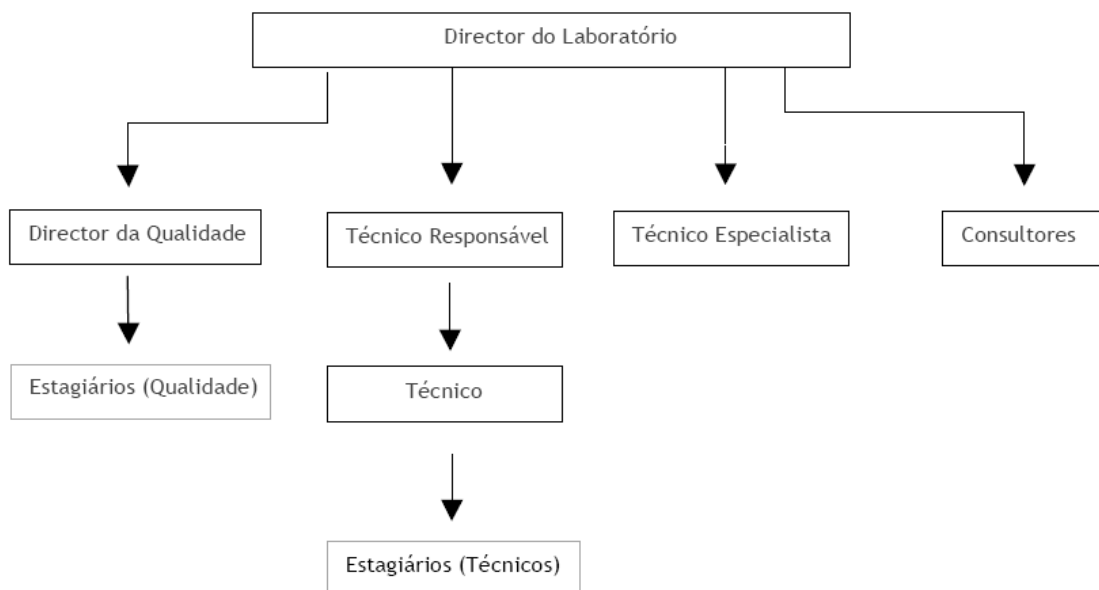 Director do Laboratório
Director da Qualidade
Técnico Responsável
Técnico Especialista
Consultores
Estagiários (Qualidade)
Técnico
Estagiários (Técnicos)